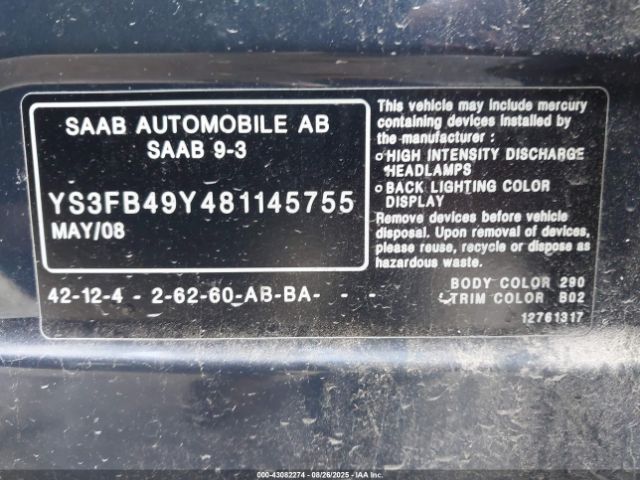 SAAB AUTOMOBILE AB
SAAB 9-3
YS3FB49Y481145755
MAY/08
42-12-4 - 2-62-60-AB-BA- - -
This vehicle may include mercury
containing devices installed by
the manufacturer :
o HIGH INTENSITY DISCHARGE
HEADLAMPS
o BACK LIGHTING COLOR
DISPLAY
Remove devices before vehicle
disposal. Upon removal of devices,
please reuse, recycle or dispose as
hazardous waste.
BODY COLOR 290
TRIM COLOR B02
12761317
©-43082274 - 08/26/2025 - IAA Inc.